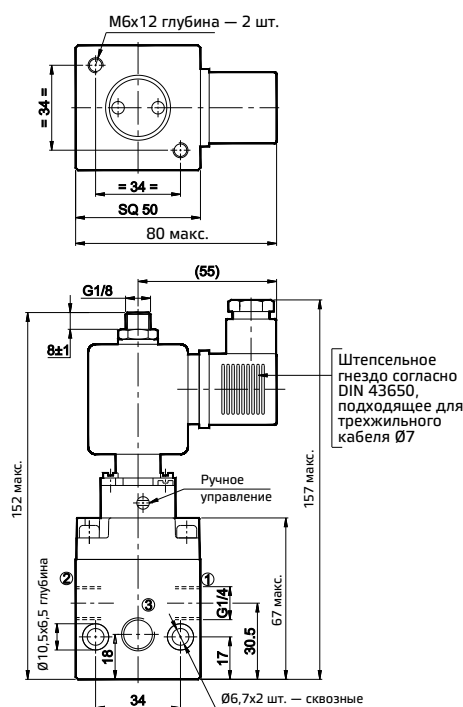 M6x12 глубина — 2 шт.
= 34 =
= 34 =
SQ 50
80 макс.
(55)
G1/8
8±1
Штепсельное
гнездо согласно
DIN 43650,
подходящее для
трехжильного
кабеля Ø7
152 макс.
157 макс.
Ручное
управление
67 макс.
②
①
③
G1/4
Ø10,5x6,5 глубина
18
17
30.5
34
Ø6,7x2 шт. — сквозные